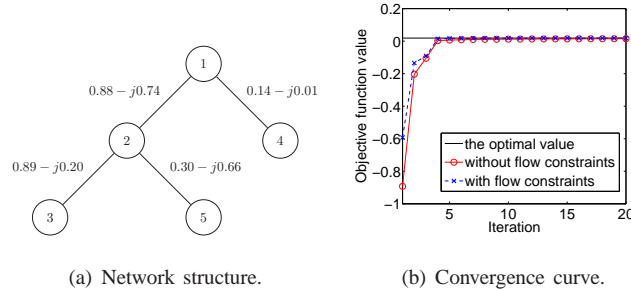 1
0.88 − j0.74
0.14 − j0.01
2
4
0.89 − j0.20
0.30 − j0.66
3
5
(a) Network structure.
Objective function value
0.2
0
−0.2
−0.4
−0.6
−0.8
−1
the optimal value
without flow constraints
with flow constraints
5 10 15 20
Iteration
(b) Convergence curve.